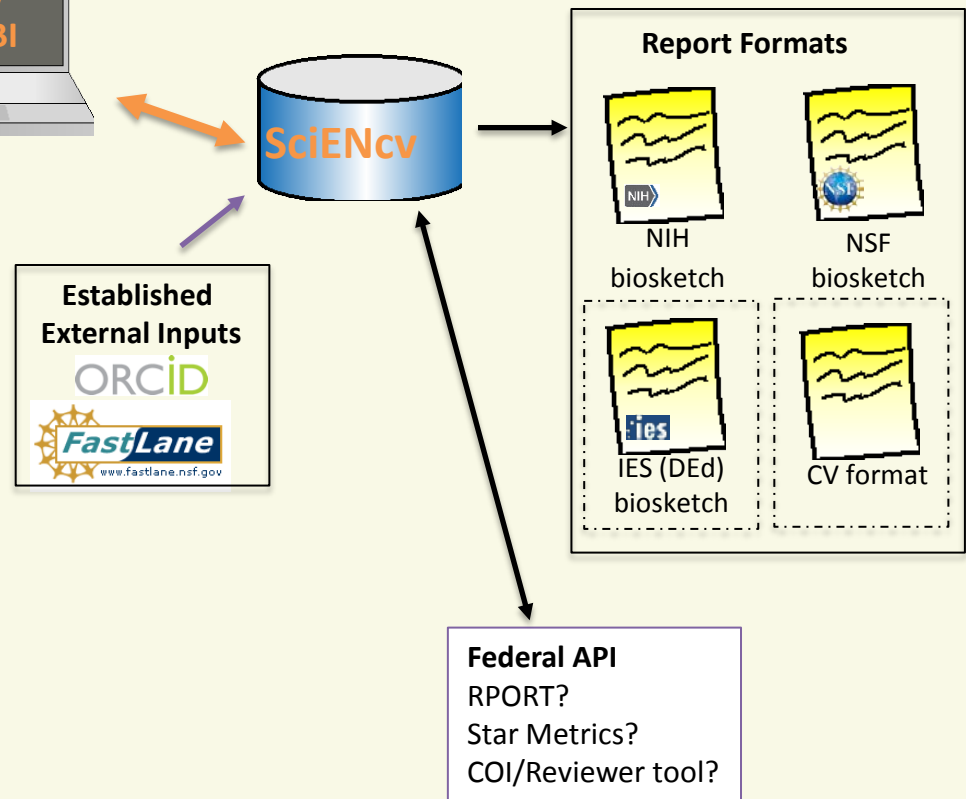 BI
SciENcv
Report Formats
NIH
NIH
biosketch
NSF
NSF
biosketch
ies
IES (DEd)
biosketch
CV format
Established
External Inputs
ORCiD
FastLane
www.fastlane.nsf.gov
Federal API
RPORT?
Star Metrics?
COI/Reviewer tool?